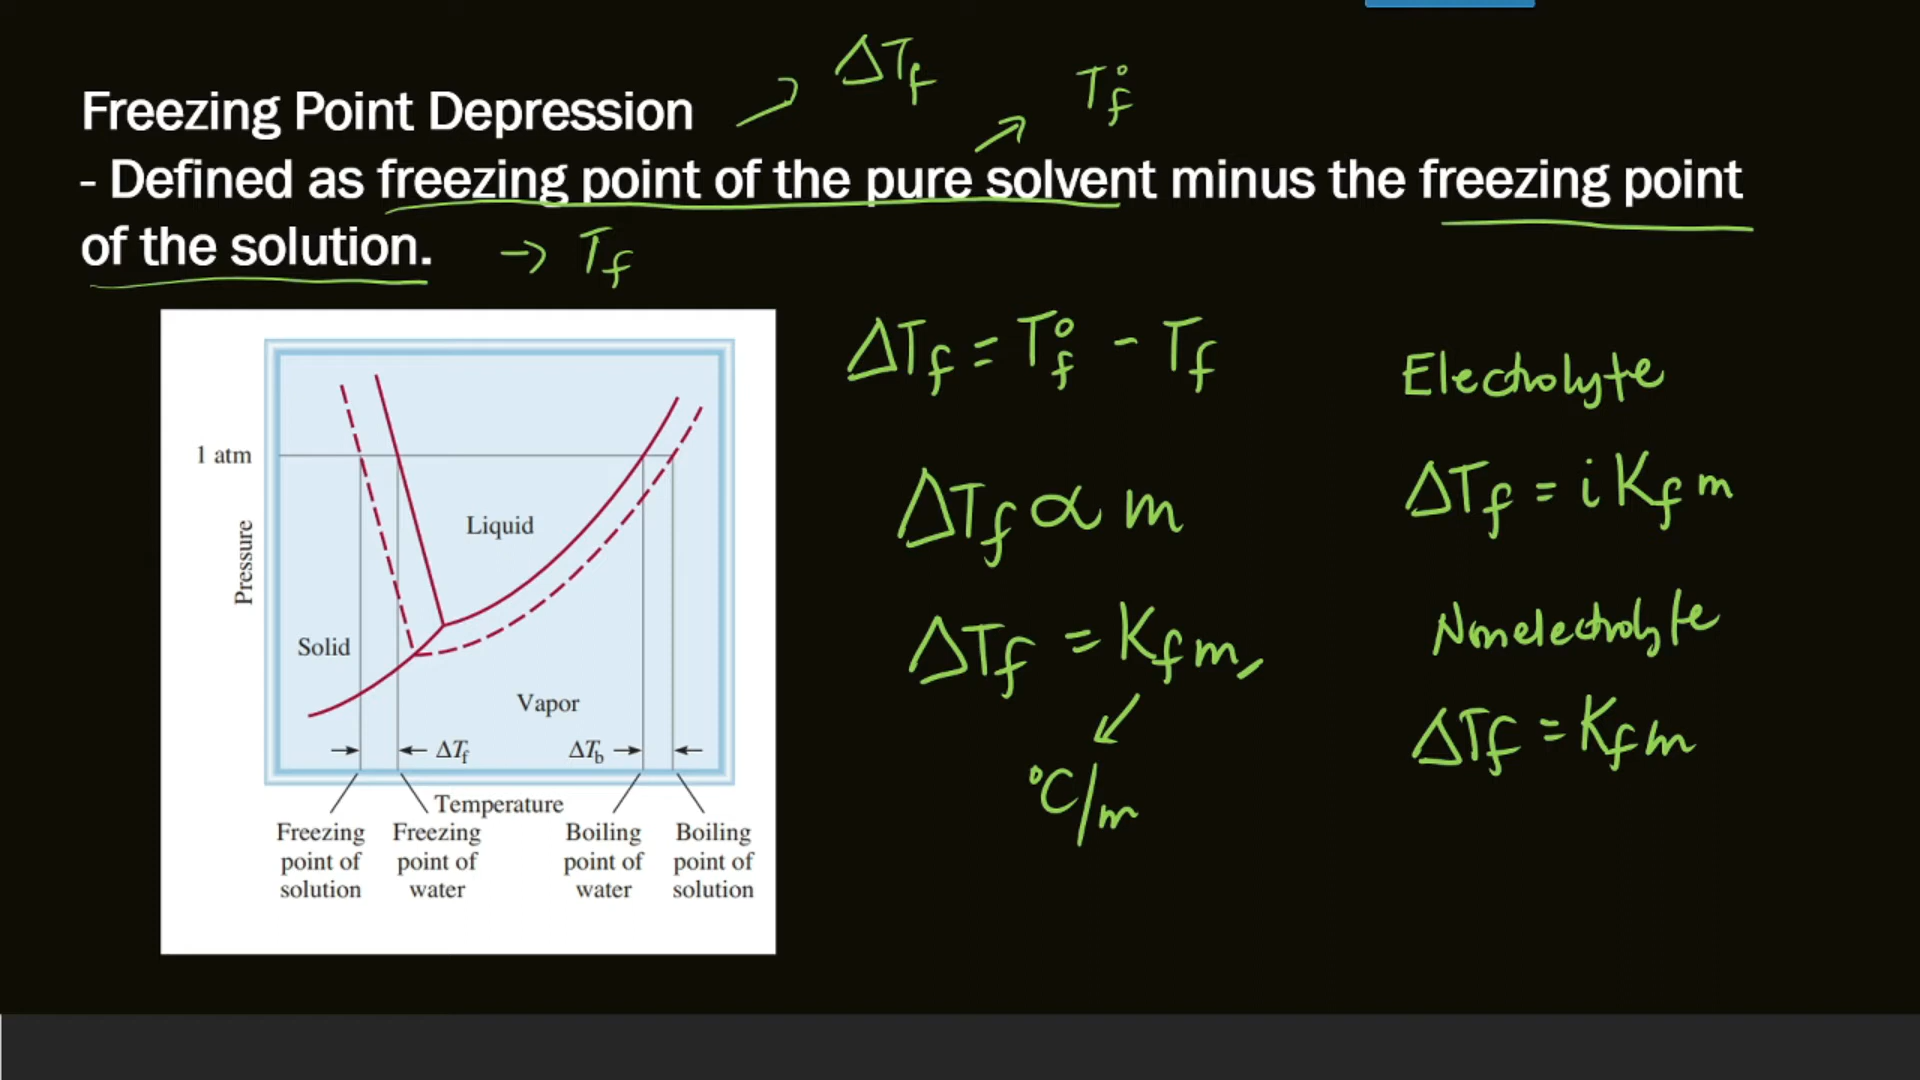 ΔTf
T°f
Freezing Point Depression
- Defined as freezing point of the pure solvent minus the freezing point
of the solution. → Tf
ΔTf = T°f - Tf
ΔTf ∝ m
ΔTf = Kf m
°C/m
Electrolyte
ΔTf = i Kf m
Nonelectrolyte
ΔTf = Kf m
1 atm
Pressure
Liquid
Solid
Vapor
ΔTf
ΔTb
Temperature
Freezing
point of
solution
Freezing
point of
water
Boiling
point of
water
Boiling
point of
solution